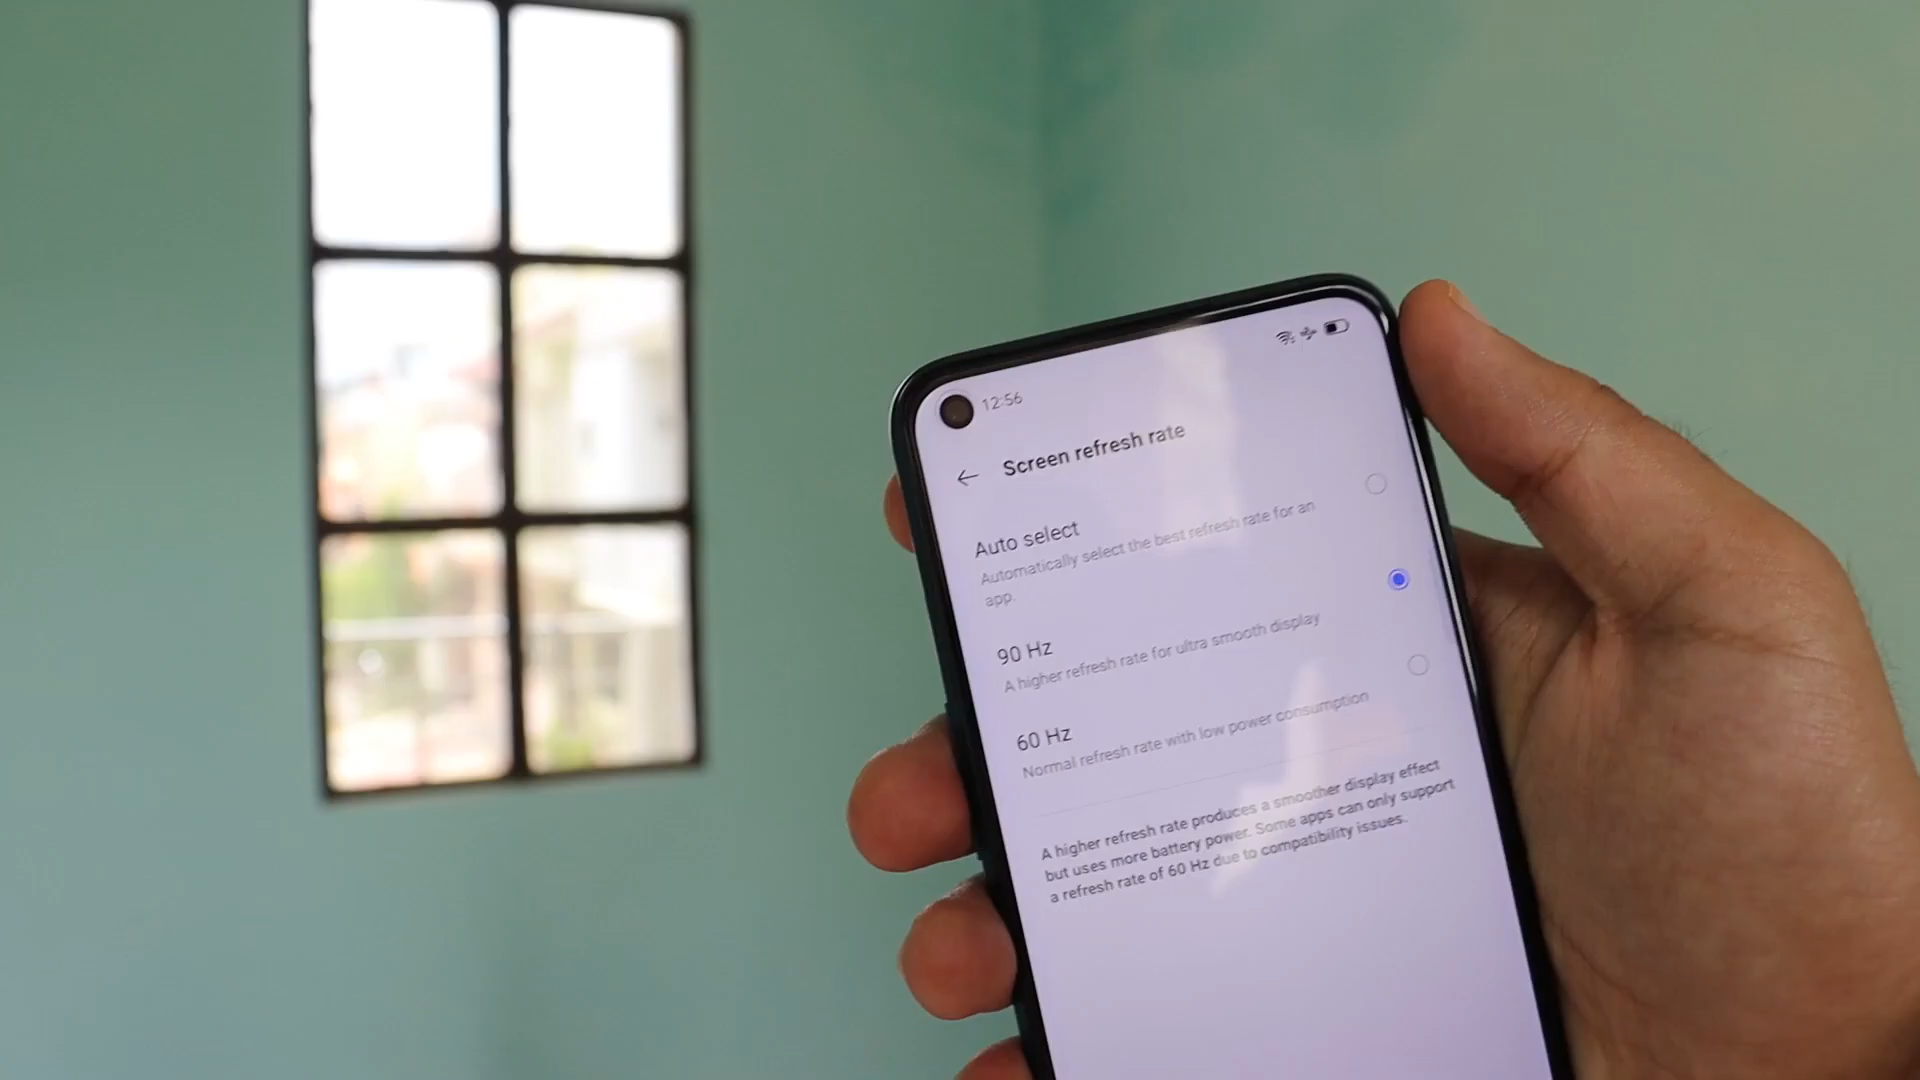 12:56
Screen refresh rate
Auto select
Automatically select the best refresh rate for an
app.
90 Hz
A higher refresh rate for ultra smooth display
60 Hz
Normal refresh rate with low power consumption
A higher refresh rate produces a smoother display effect
but uses more battery power. Some apps can only support
a refresh rate of 60 Hz due to compatibility issues.